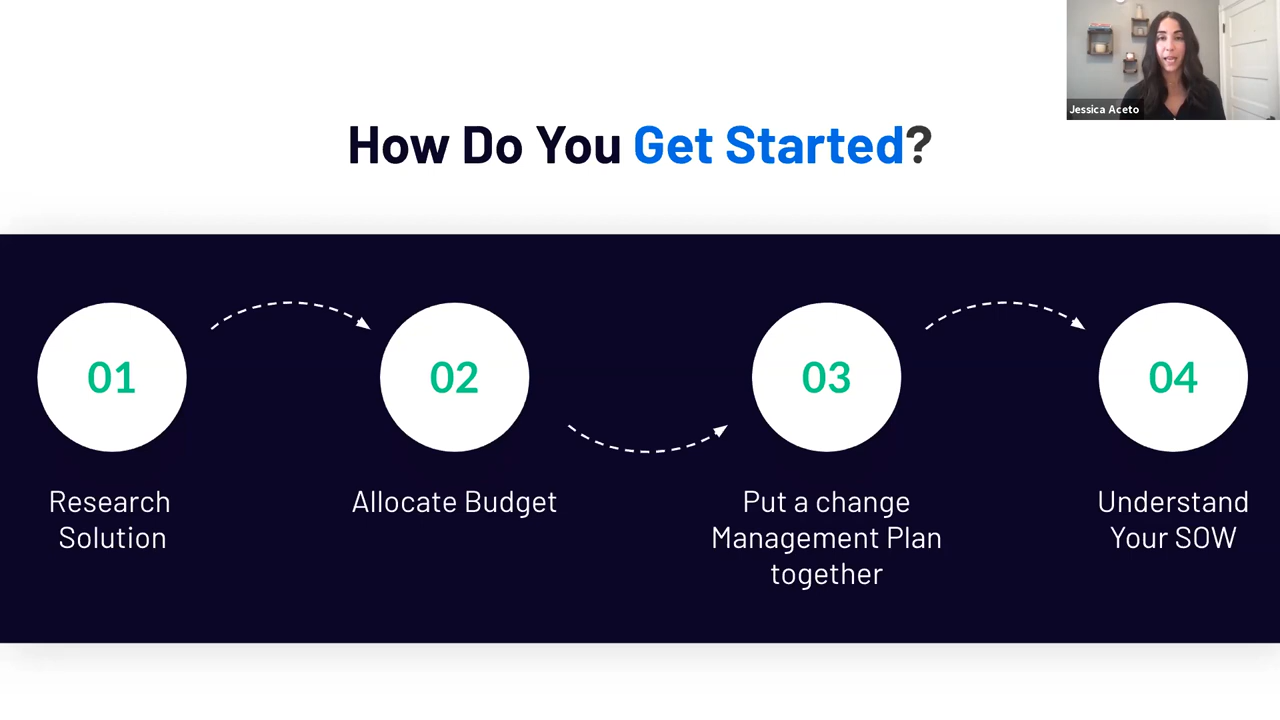 Jessica Aceto
How Do You Get Started?
01
02
03
04
Research
Solution
Allocate Budget
Put a change
Management Plan
together
Understand
Your SOW